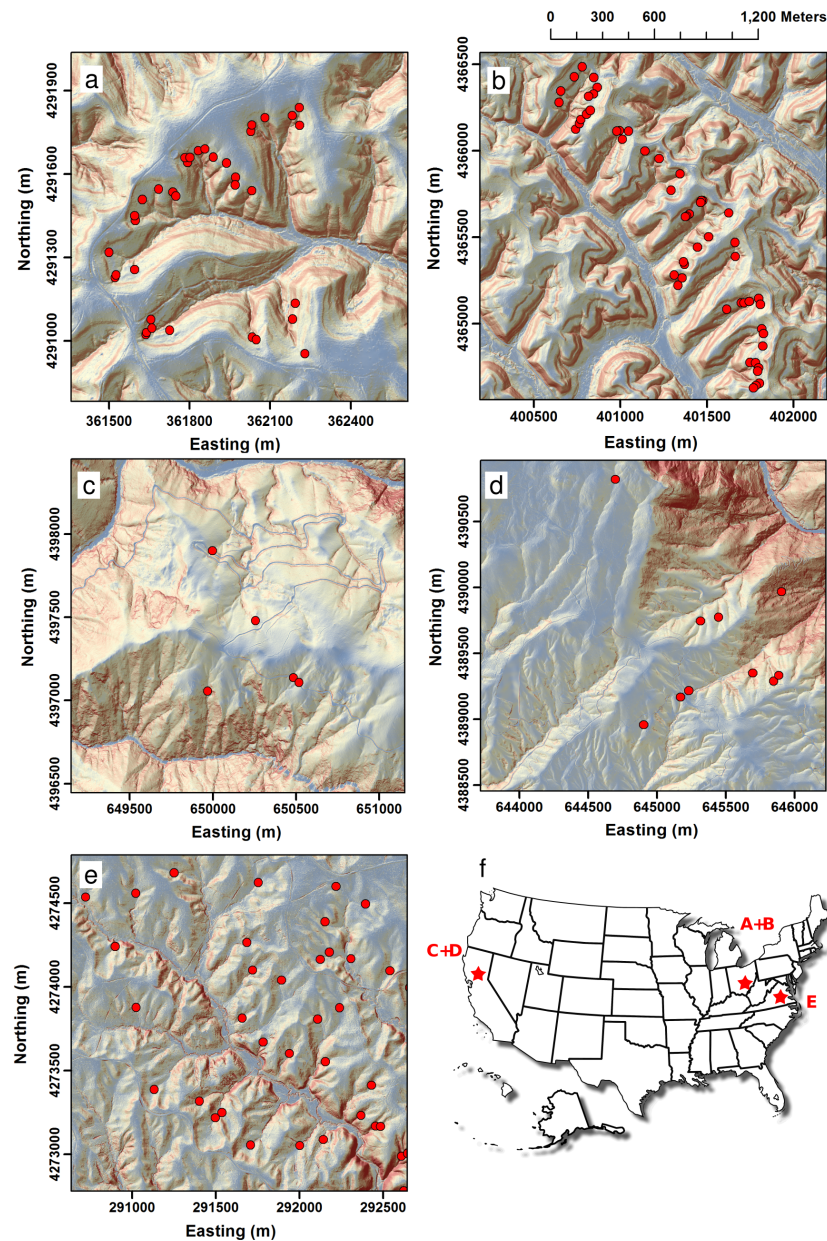 0 300 600 1,200 Meters
a
Northing (m)
4291900
4291600
4291300
4291000
361500 361800 362100 362400
Easting (m)
b
Northing (m)
4366500
4366000
4365500
4365000
400500 401000 401500 402000
Easting (m)
c
Northing (m)
4398000
4397500
4397000
4396500
649500 650000 650500 651000
Easting (m)
d
Northing (m)
4390500
4390000
4389500
4389000
4388500
644000 644500 645000 645500 646000
Easting (m)
e
Northing (m)
4274500
4274000
4273500
4273000
291000 291500 292000 292500
Easting (m)
f
A+B
C+D
E